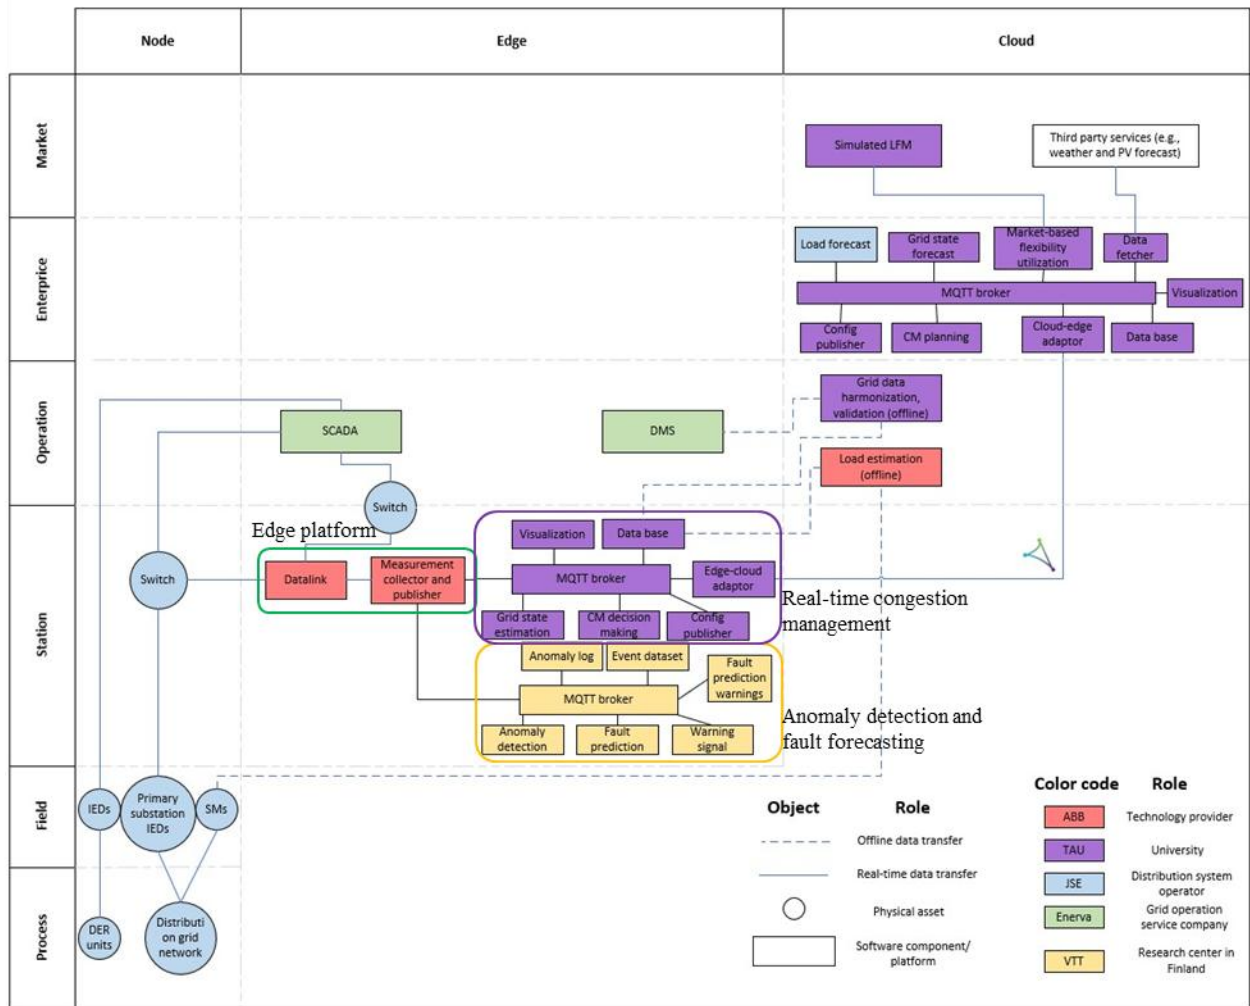 Node
Edge
Cloud
Market
Simulated LFM
Third party services (e.g.,
weather and PV forecast)
Enterprice
Load forecast
Grid state
forecast
Market-based
flexibility
utilization
Data
fetcher
MQTT broker
Visualization
Config
publisher
CM planning
Cloud-edge
adaptor
Data base
Operation
SCADA
DMS
Grid data
harmonization,
validation (offline)
Load estimation
(offline)
Switch
Station
Edge platform
Switch
Datalink
Measurement
collector and
publisher
Visualization
Data base
MQTT broker
Edge-cloud
adaptor
Grid state
estimation
CM decision
making
Config
publisher
Real-time congestion
management
Anomaly log
Event dataset
Fault
prediction
warnings
MQTT broker
Anomaly
detection
Fault
prediction
Warning
signal
Anomaly detection and
fault forecasting
Field
IEDs
Primary
substation
IEDs
SMs
Process
DER
units
Distributi
on grid
network
Object
Role
Offline data transfer
Real-time data transfer
Physical asset
Software component/
platform
Color code
Role
ABB
Technology provider
TAU
University
JSE
Distribution system
operator
Enerva
Grid operation
service company
VTT
Research center in
Finland